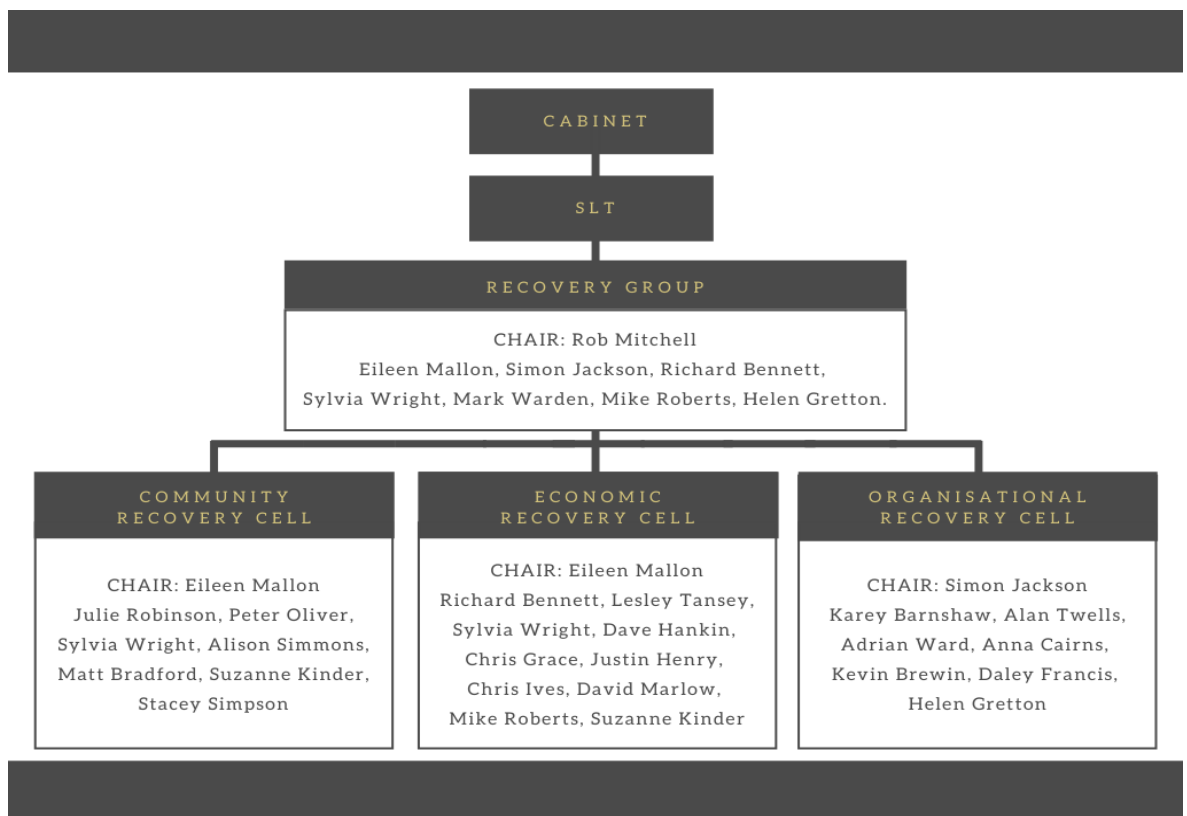 CABINET
SLT
RECOVERY GROUP
CHAIR: Rob Mitchell
Eileen Mallon, Simon Jackson, Richard Bennett,
Sylvia Wright, Mark Warden, Mike Roberts, Helen Gretton.
COMMUNITY
RECOVERY CELL
CHAIR: Eileen Mallon
Julie Robinson, Peter Oliver,
Sylvia Wright, Alison Simmons,
Matt Bradford, Suzanne Kinder,
Stacey Simpson
ECONOMIC
RECOVERY CELL
CHAIR: Eileen Mallon
Richard Bennett, Lesley Tansey,
Sylvia Wright, Dave Hankin,
Chris Grace, Justin Henry,
Chris Ives, David Marlow,
Mike Roberts, Suzanne Kinder
ORGANISATIONAL
RECOVERY CELL
CHAIR: Simon Jackson
Karey Barnshaw, Alan Twells,
Adrian Ward, Anna Cairns,
Kevin Brewin, Daley Francis,
Helen Gretton